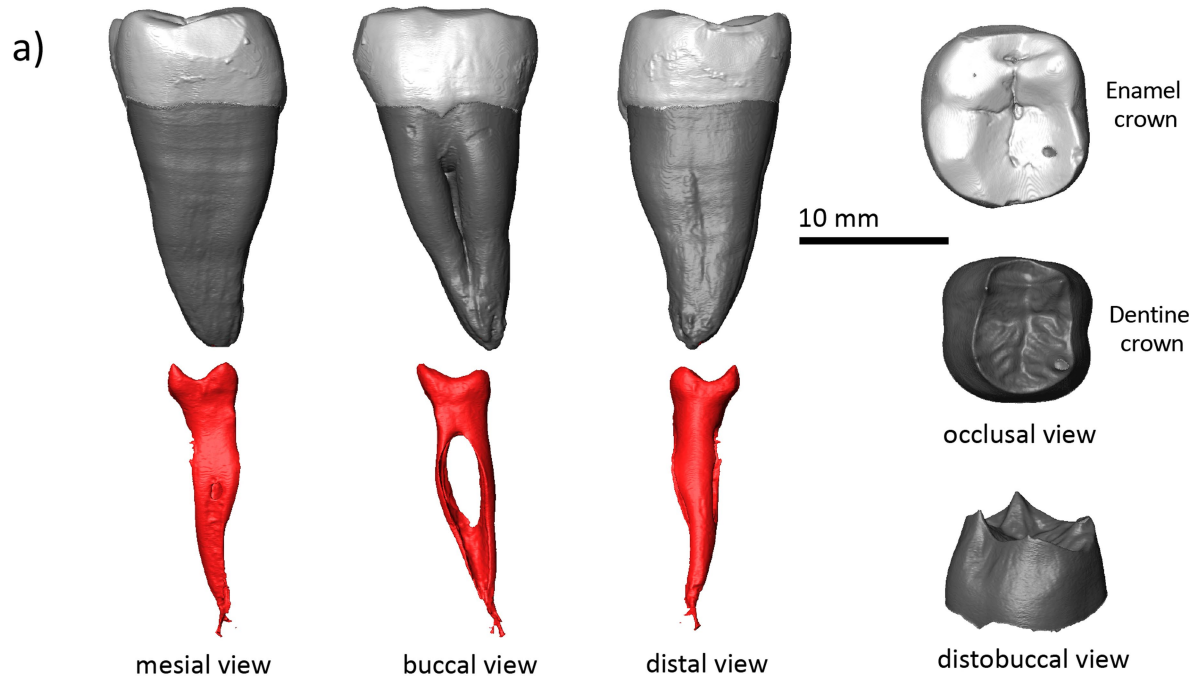 a)
Enamel
crown
10 mm
Dentine
crown
occlusal view
mesial view
buccal view
distal view
distobuccal view